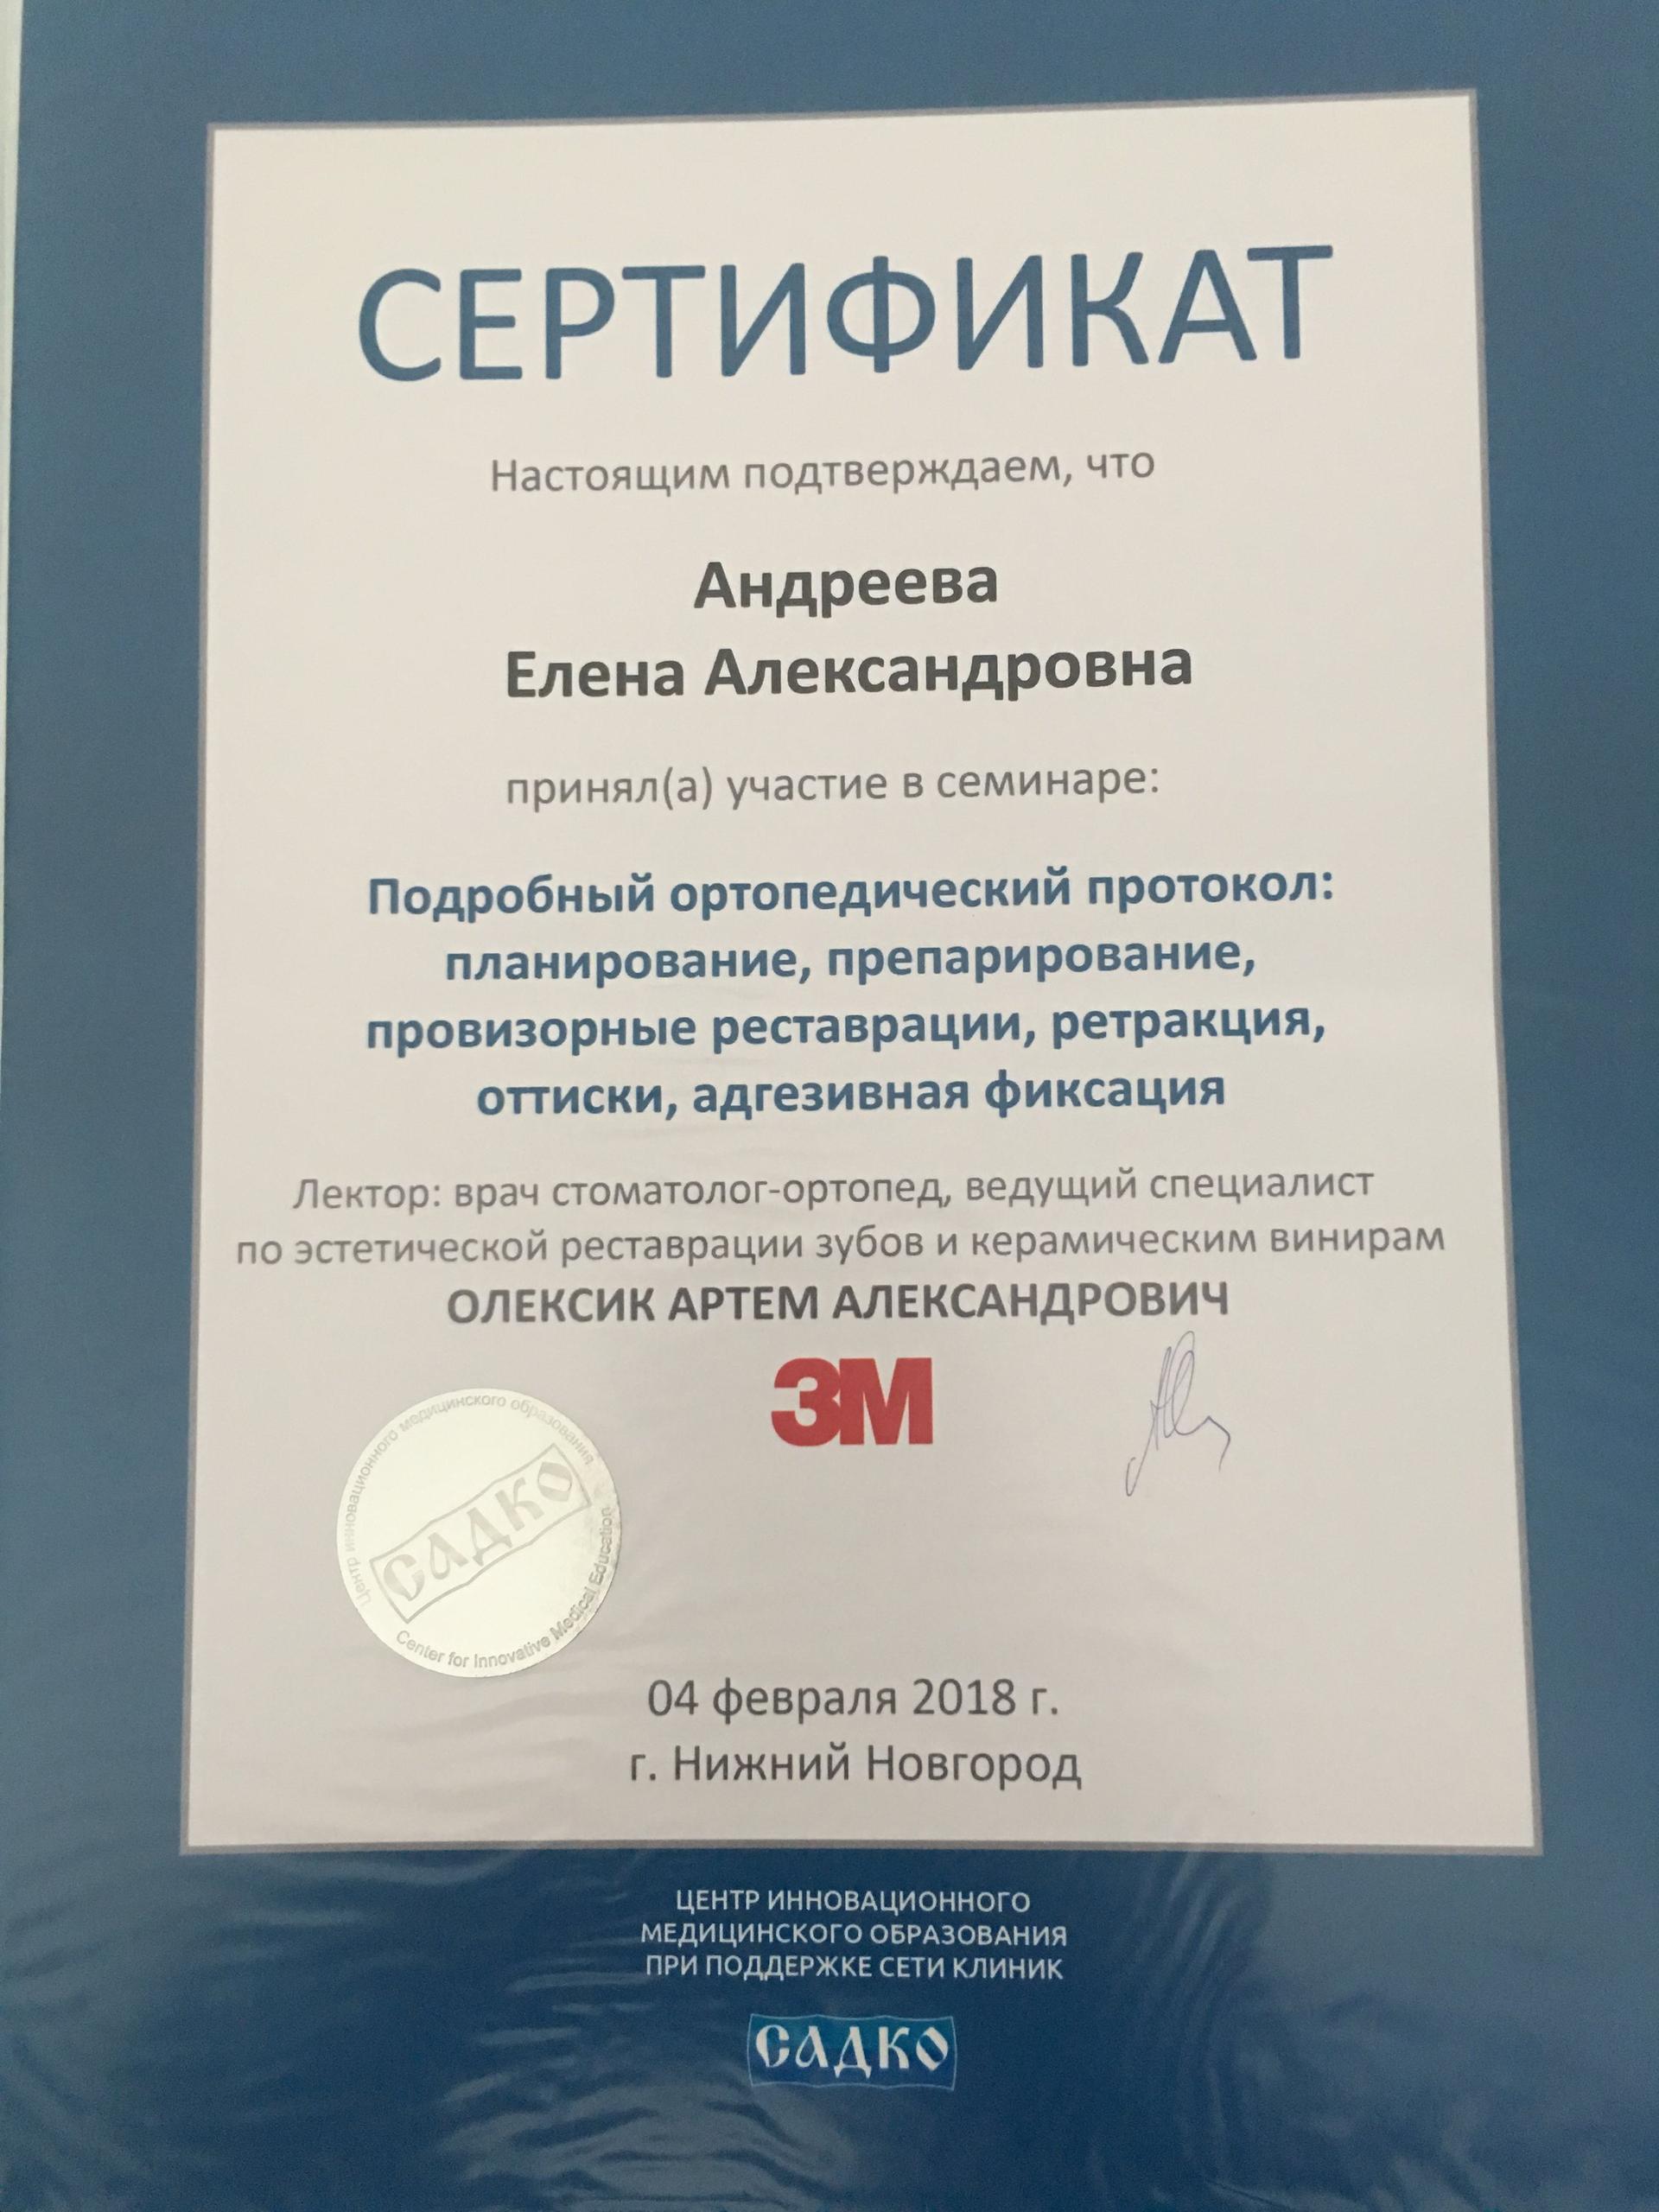 СЕРТИФИКАТ
Настоящим подтверждаем, что
Андреева
Елена Александровна
принял(а) участие в семинаре:
Подробный ортопедический протокол:
планирование, препарирование,
провизорные реставрации, ретракция,
оттиски, адгезивная фиксация
Лектор: врач стоматолог-ортопед, ведущий специалист
по эстетической реставрации зубов и керамическим винирам
ОЛЕКСИК АРТЕМ АЛЕКСАНДРОВИЧ
3M
Центр инновационного медицинского образования
САДКО
Center for Innovative Medical Education
04 февраля 2018 г.
г. Нижний Новгород
ЦЕНТР ИННОВАЦИОННОГО
МЕДИЦИНСКОГО ОБРАЗОВАНИЯ
ПРИ ПОДДЕРЖКЕ СЕТИ КЛИНИК
САДКО